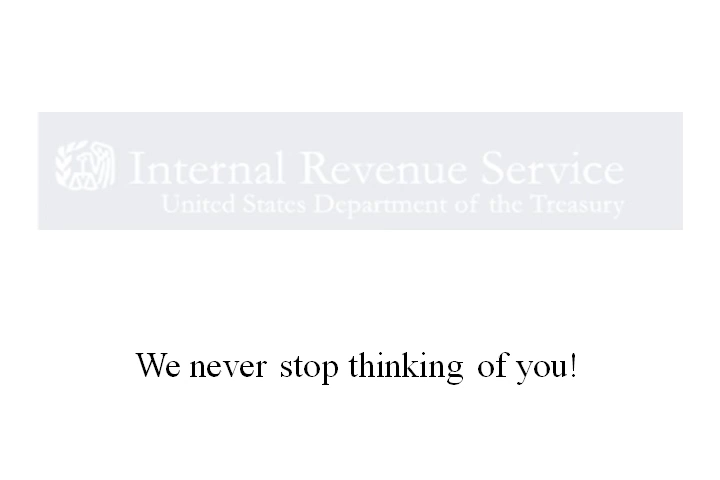 Internal Revenue Service
United States Department of the Treasury
We never stop thinking of you!